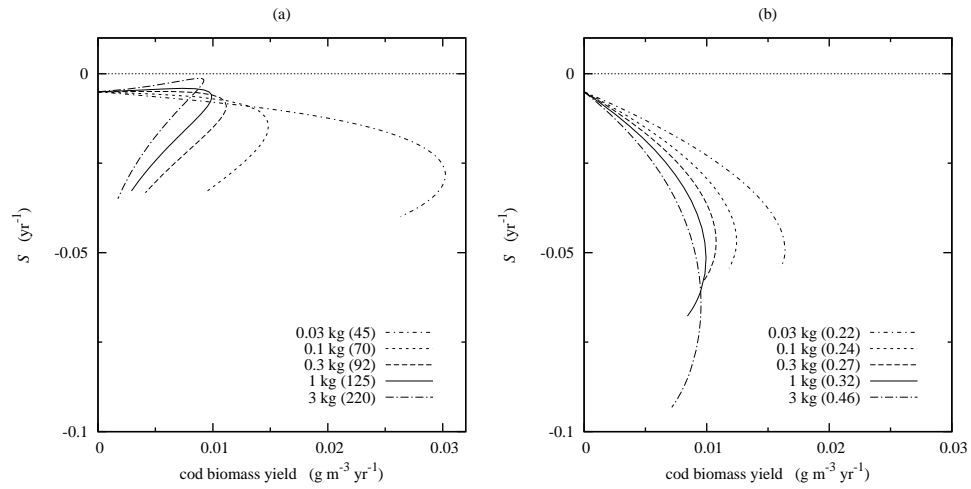 (a)
0
-0.05
-0.1
S (yr⁻¹)
0.03 kg (45)
0.1 kg (70)
0.3 kg (92)
1 kg (125)
3 kg (220)
0 0.01 0.02 0.03
cod biomass yield (g m⁻³ yr⁻¹)
(b)
0
-0.05
-0.1
S (yr⁻¹)
0.03 kg (0.22)
0.1 kg (0.24)
0.3 kg (0.27)
1 kg (0.32)
3 kg (0.46)
0 0.01 0.02 0.03
cod biomass yield (g m⁻³ yr⁻¹)